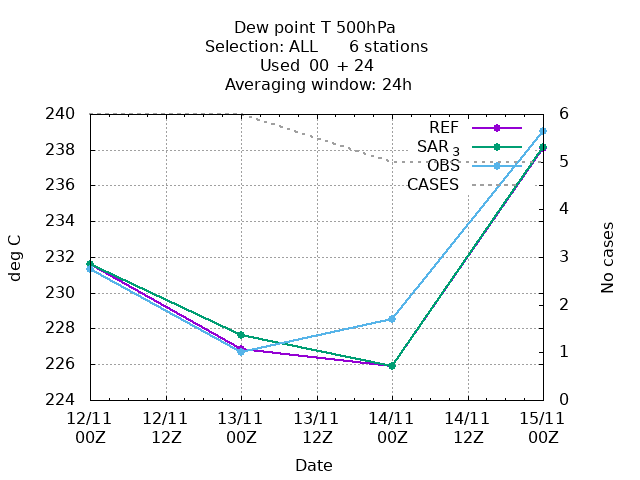 Dew point T 500hPa
Selection: ALL 6 stations
Used 00 + 24
Averaging window: 24h
240 6
REF
SAR 3
238
OBS 5
236 CASES
234 4
232 3
230
228 2
226 1
224 0
deg C
No cases
12/11 12/11 13/11 13/11 14/11 14/11 15/11
00Z 12Z 00Z 12Z 00Z 12Z 00Z
Date